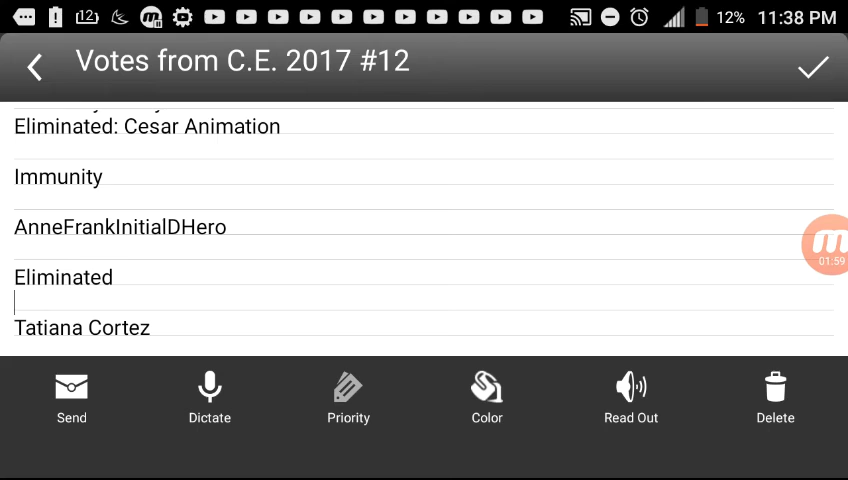 12
12% 11:38 PM
Votes from C.E. 2017 #12
Eliminated: Cesar Animation
Immunity
AnneFrankInitialDHero
01:59
Eliminated
Tatiana Cortez
Send Dictate Priority Color Read Out Delete